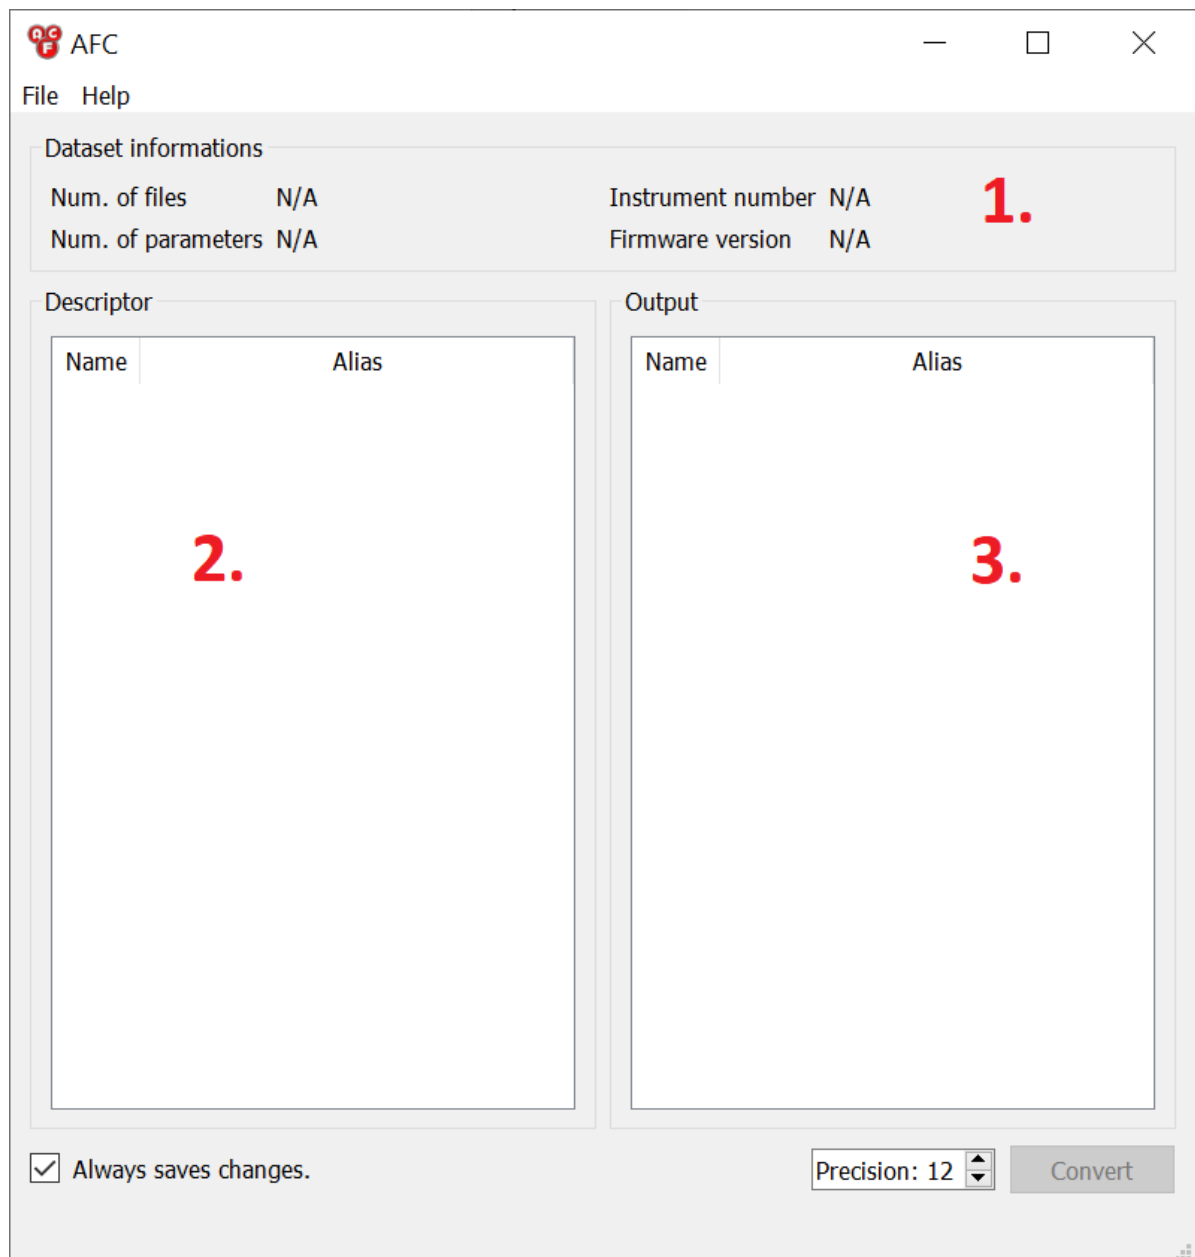 AFC
File Help
Dataset informations
Num. of files N/A Instrument number N/A 1.
Num. of parameters N/A Firmware version N/A
Descriptor Output
Name Alias Name Alias
2. 3.
Always saves changes. Precision: 12 Convert